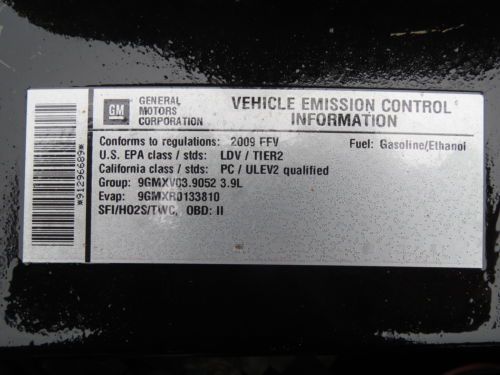 GM
GENERAL
MOTORS
CORPORATION
VEHICLE EMISSION CONTROL
INFORMATION
Conforms to regulations: 2009 FFV
Fuel: Gasoline/Ethanol
U.S. EPA class / stds: LDV / TIER2
California class / stds: PC / ULEV2 qualified
Group: 9GMXV03.9052 3.9L
Evap: 9GMXR0133810
SFI/HO2S/TWC, OBD: II
*91296689*